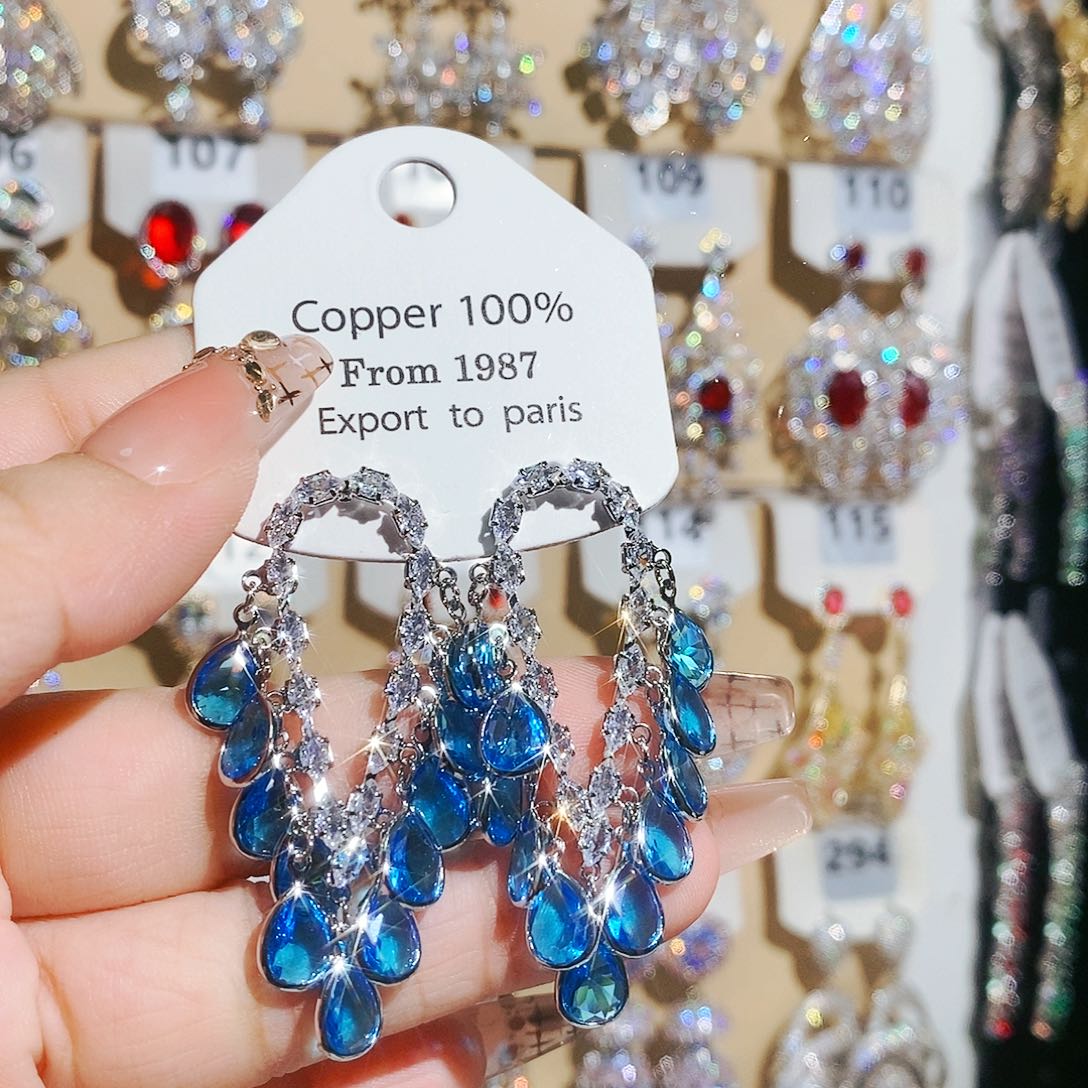 107
109
110
Copper 100%
From 1987
Export to paris
115
294